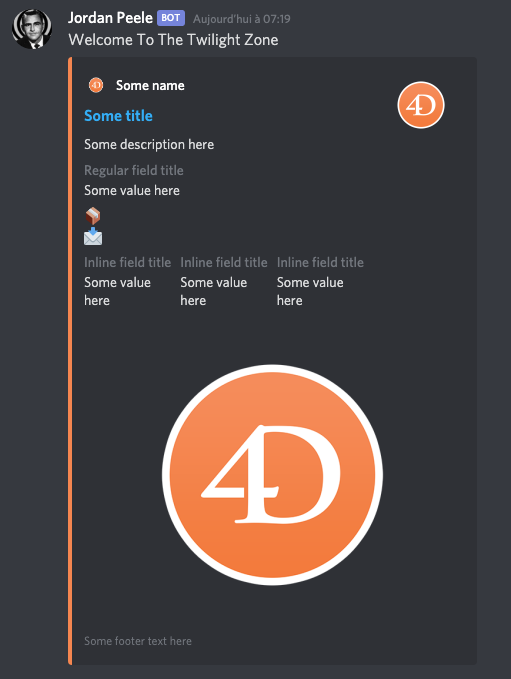 Jordan Peele BOT Aujourd'hui à 07:19
Welcome To The Twilight Zone
4D Some name
4D
Some title
Some description here
Regular field title
Some value here
Inline field title Inline field title Inline field title
Some value Some value Some value
here here here
4D
Some footer text here